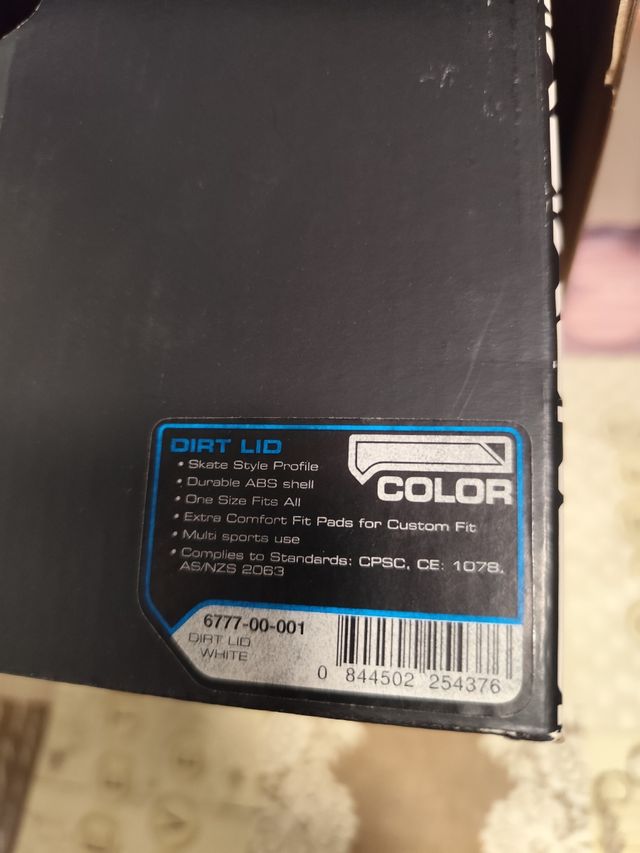 DIRT LID
• Skate Style Profile
• Durable ABS shell
• One Size Fits All
• Extra Comfort Fit Pads for Custom Fit
• Multi sports use
• Complies to Standards: CPSC, CE: 1078,
AS/NZS 2063
COLOR
6777-00-001
DIRT LID
WHITE
0 844502 254376